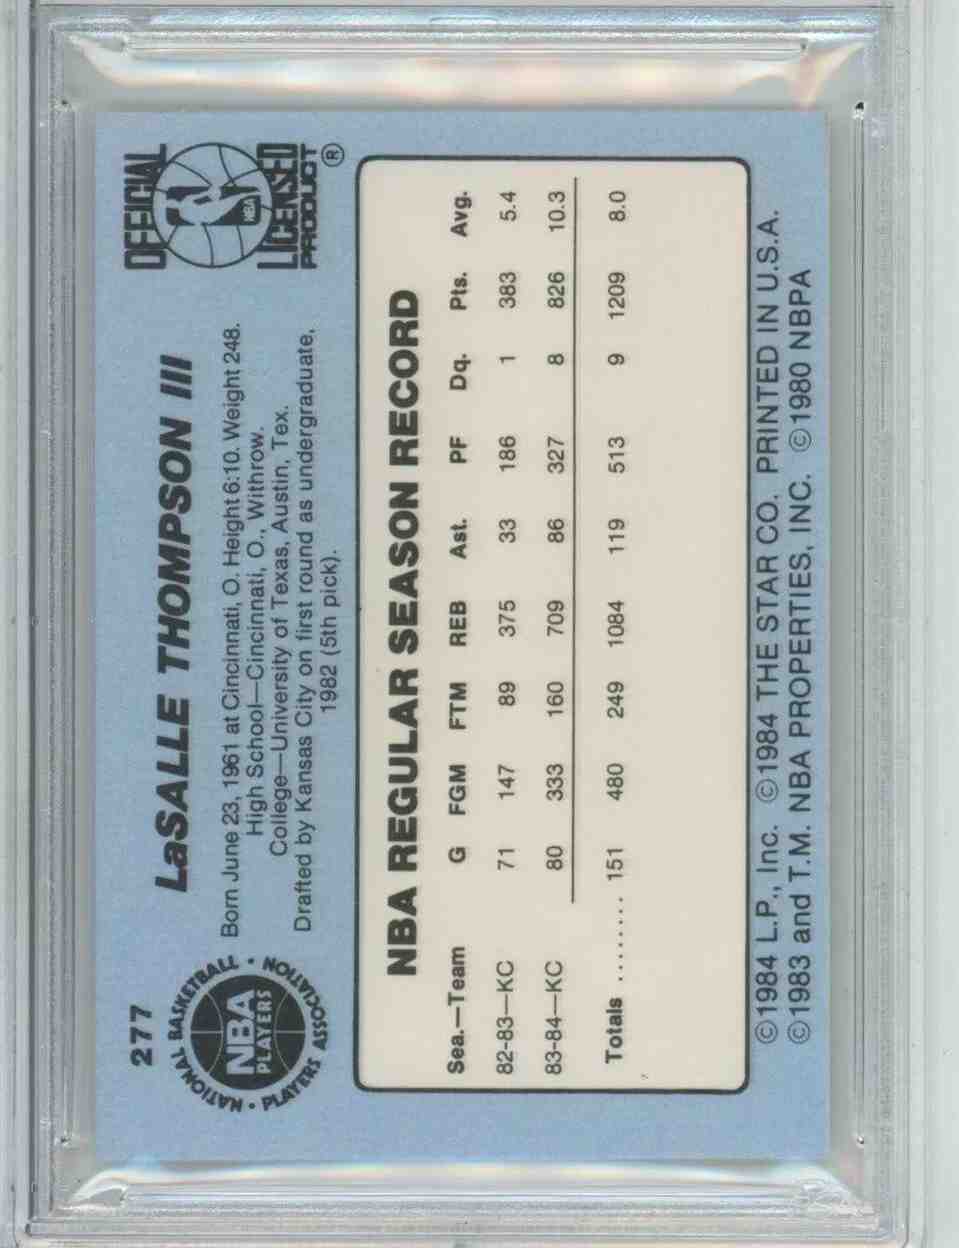 277
LaSALLE THOMPSON III
Born June 23, 1961 at Cincinnati, O. Height 6:10. Weight 248.
High School—Cincinnati, O., Withrow.
College—University of Texas, Austin, Tex.
Drafted by Kansas City on first round as undergraduate,
1982 (5th pick).
NATIONAL BASKETBALL • PLAYERS ASSOCIATION •
NBA
PLAYERS
OFFICIAL
NBA
LICENSED
PRODUCT ®
NBA REGULAR SEASON RECORD
Sea.—Team G FGM FTM REB Ast. PF Dq. Pts. Avg.
82-83—KC 71 147 89 375 33 186 1 383 5.4
83-84—KC 80 333 160 709 86 327 8 826 10.3
Totals ........ 151 480 249 1084 119 513 9 1209 8.0
©1984 L.P., Inc. ©1984 THE STAR CO. PRINTED IN U.S.A.
©1983 and T.M. NBA PROPERTIES, INC. ©1980 NBPA